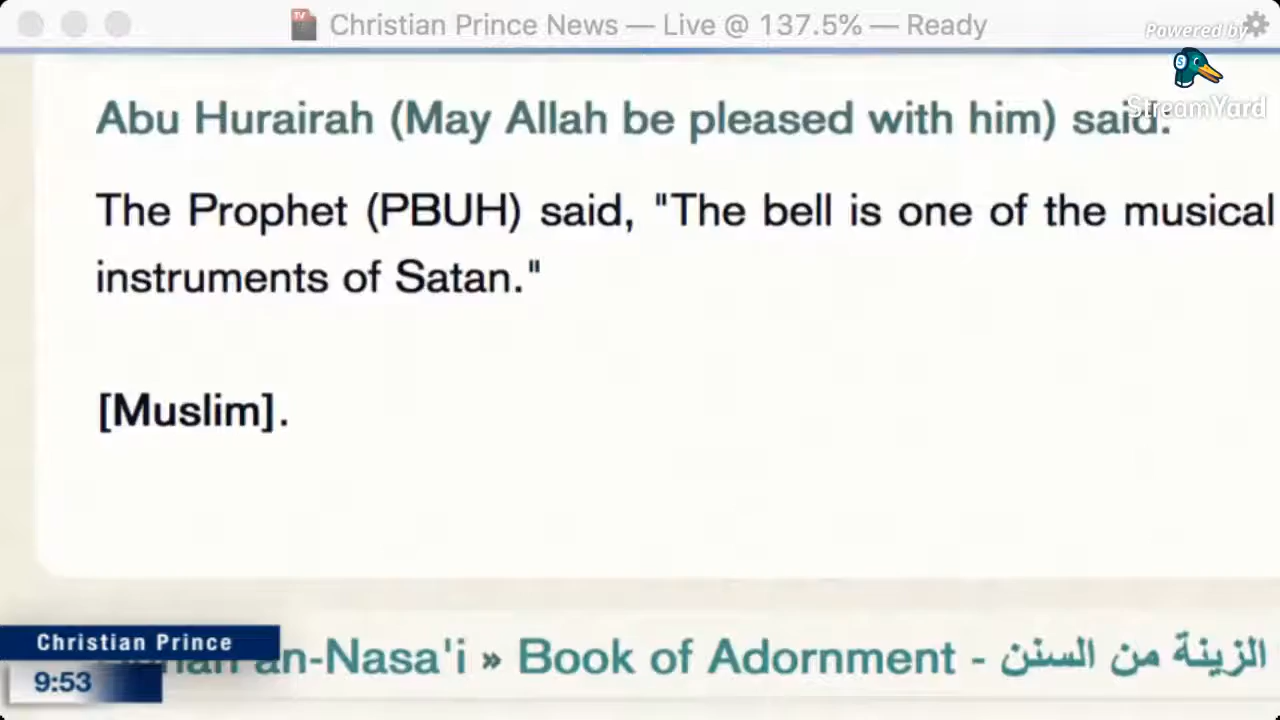 Christian Prince News — Live @ 137.5% — Ready
Powered by
StreamYard
Abu Hurairah (May Allah be pleased with him) said:
The Prophet (PBUH) said, "The bell is one of the musical
instruments of Satan."
[Muslim].
Christian Prince
an-Nasa'i » Book of Adornment - الزينة من السنن
9:53